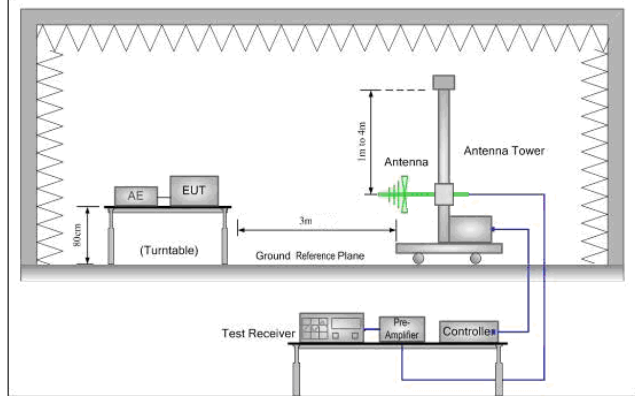 1m to 4m
Antenna Tower
Antenna
AE
EUT
80cm
3m
(Turntable)
Ground Reference Plane
Test Receiver
Pre-
Amplifier
Controller